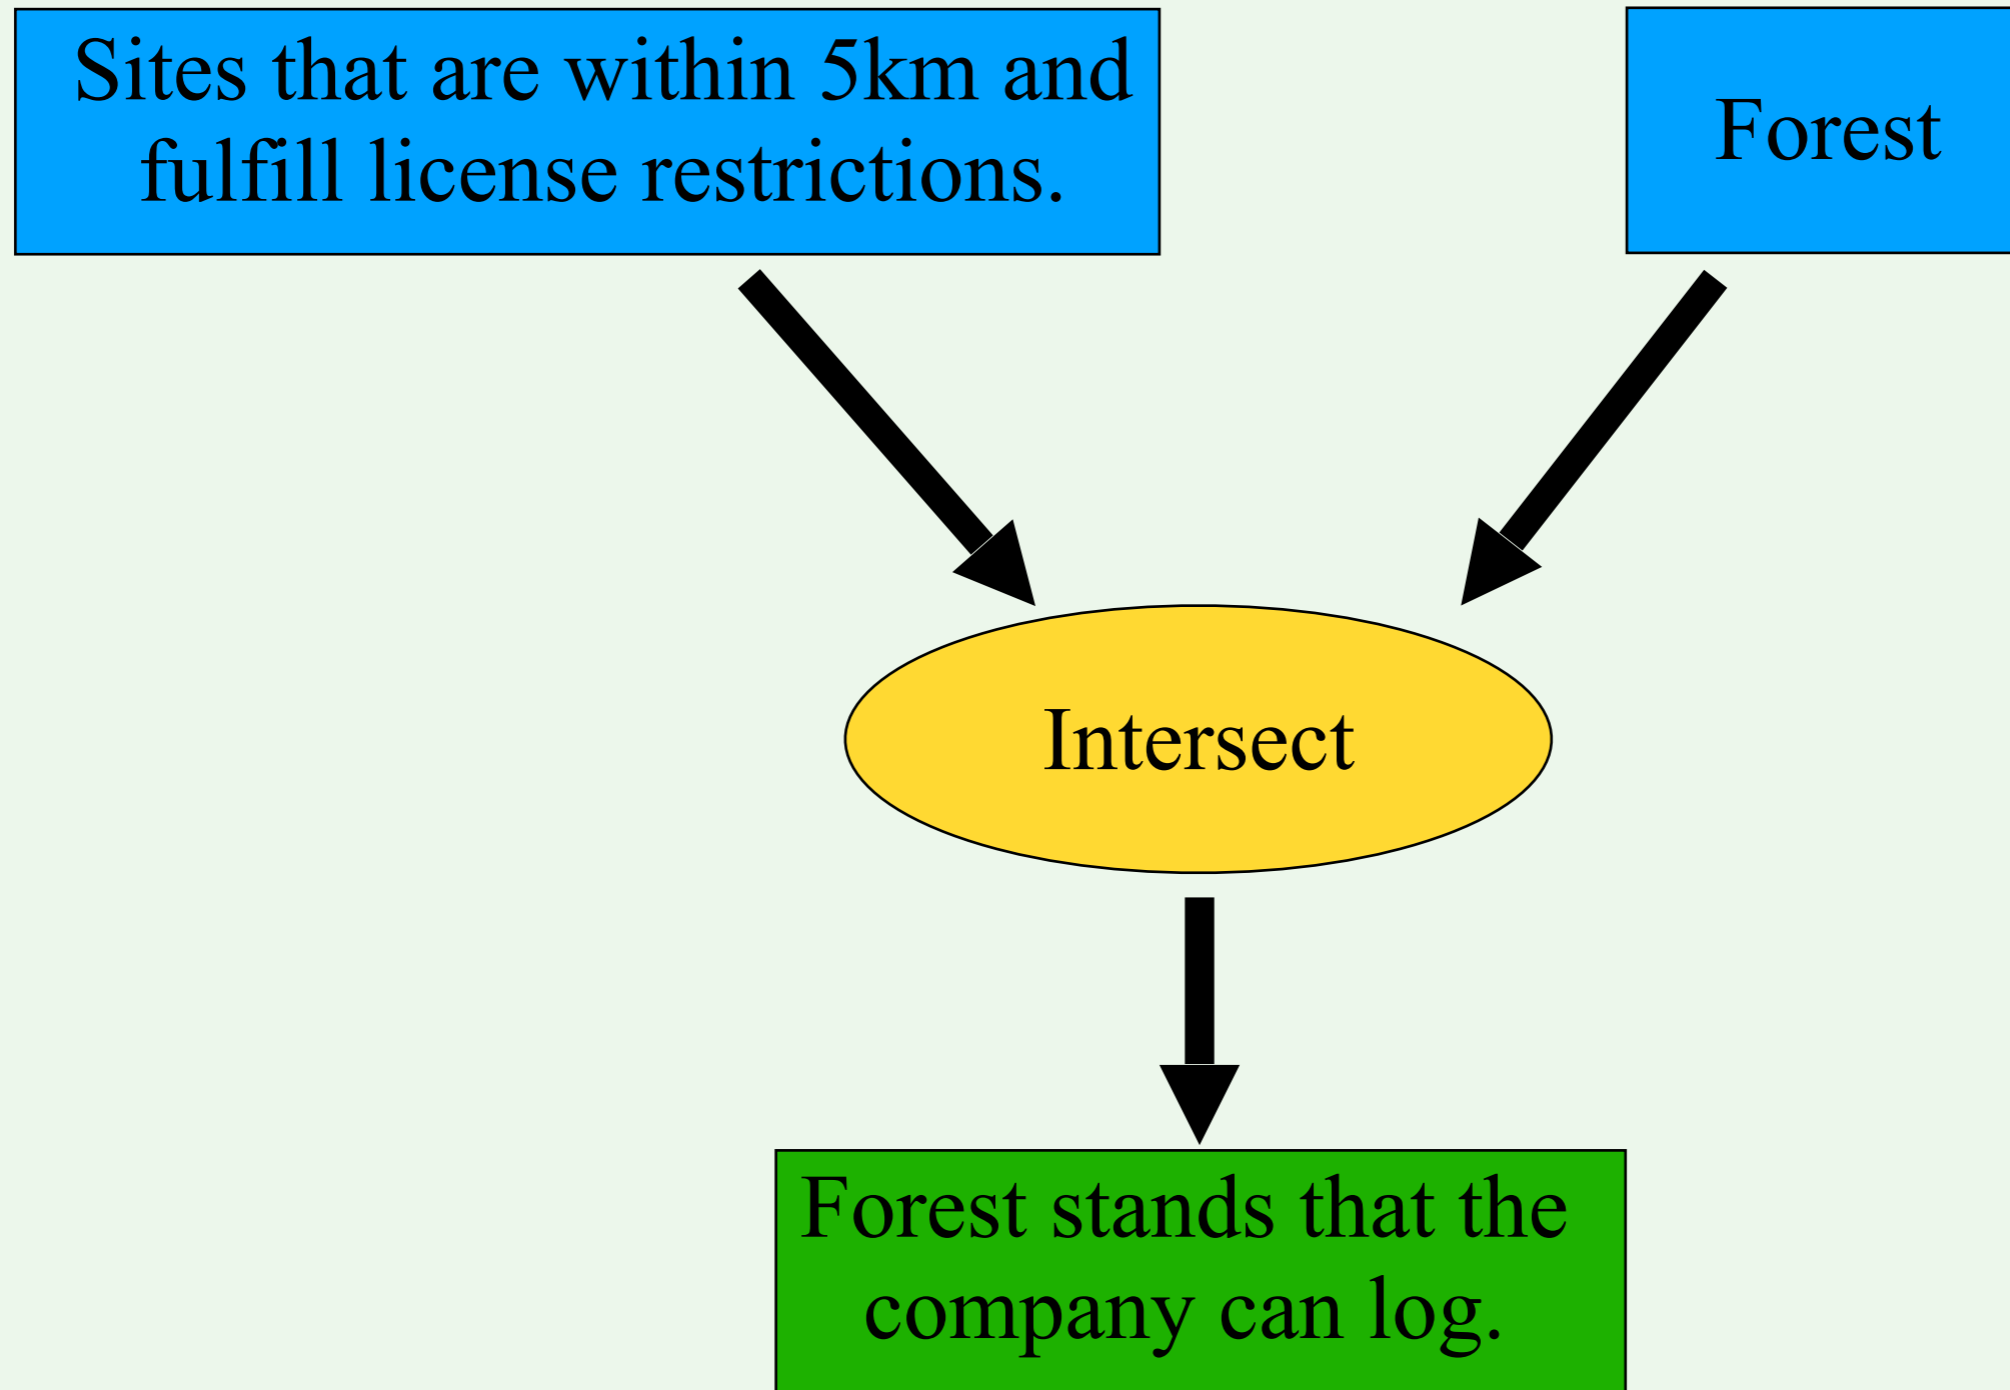 Sites that are within 5km and
fulfill license restrictions.
Forest
Intersect
Forest stands that the
company can log.